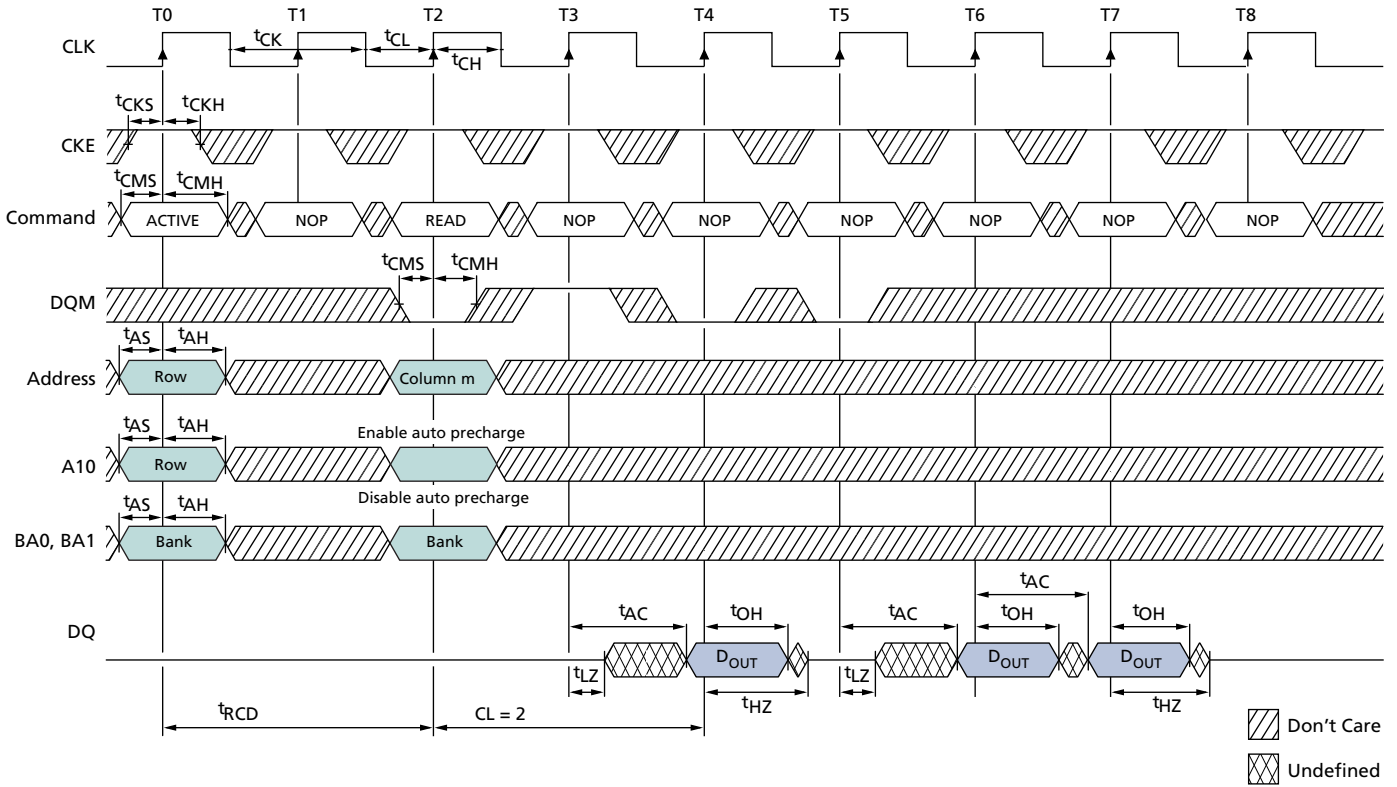 T0 T1 T2 T3 T4 T5 T6 T7 T8
CLK
tCK tCL
tCH
tCKS tCKH
CKE
tCMS tCMH
Command ACTIVE NOP READ NOP NOP NOP NOP NOP NOP
tCMS tCMH
DQM
tAS tAH
Address Row Column m
tAS tAH Enable auto precharge
A10 Row
tAS tAH Disable auto precharge
BA0, BA1 Bank Bank
tAC
tAC tOH tAC tOH tOH
DQ
DOUT DOUT DOUT
tLZ tLZ
tHZ tHZ
tRCD CL = 2
Don't Care
Undefined